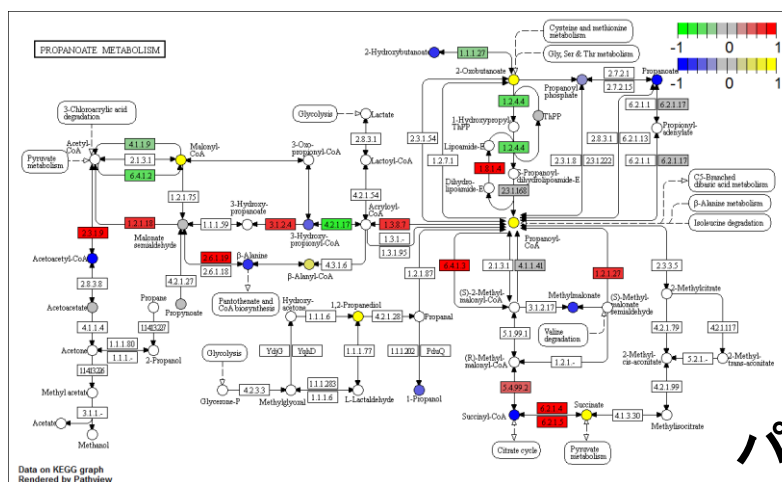 PROPANOATE METABOLISM
-1 0 1
-1 0 1
Cysteine and methionine
metabolism
Gly, Ser & Thr metabolism
2-Hydroxybutanoate
1.1.1.27
2-Oxobutanoate
Propanoyl
phosphate
2.7.2.1
2.7.2.15
Propanoate
3-Chloroacrylic acid
degradation
Glycolysis
Lactate
1.2.4.4
ThPP
6.2.1.1
6.2.1.17
1-Hydroxypropyl
ThPP
Propionyl-
adenylate
Acetyl-
CoA
4.1.1.9
Malonyl-
CoA
2.1.3.1
6.4.1.2
Pyruvate
metabolism
3-Oxo-
propionyl-CoA
2.8.3.1
Lactoyl-CoA
2.3.1.54
1.2.7.1
Lipoamide-E
1.2.4.4
2.8.3.1
6.2.1.13
2.3.1.8
2.3.1.222
6.2.1.1
6.2.1.17
1.8.1.4
Dihydro-
lipoamide-E
2.3.1.168
C5-Branched
dibasic acid metabolism
β-Alanine metabolism
Isoleucine degradation
1.2.1.75
4.2.1.54
Acryloyl-
CoA
3-Hydroxy-
propanoate
1.2.1.18
1.1.1.59
3.1.2.4
4.2.1.17
1.3.8.7
Malonate
semialdehyde
3-Hydroxy-
propionyl-CoA
1.3.1.-
1.3.1.95
Propanoyl-
CoA
Acetoacetyl-CoA
2.6.1.19
2.6.1.18
β-Alanine
4.3.1.6
β-Alanyl-CoA
1.2.1.87
6.4.1.3
2.1.3.1
4.1.1.41
1.2.1.27
2.3.3.5
2.8.3.8
4.2.1.27
Pantothenate and
CoA biosynthesis
(S)-2-Methyl-
malonyl-CoA
Methylmalonate
3.1.2.17
(S)-Methyl-
malonate
semialdehyde
2-Methylcitrate
Acetoacetate
Propynoate
Propane
Hydroxy-
acetone
1,2-Propanediol
Propanal
1.1.1.6
4.2.1.28
4.1.1.4
5.1.99.1
Valine
degradation
4.2.1.79
4.2.1.117
Acetone
1.1.1.80
1.1.1.-
2-Propanol
Glycolysis
YdjG
YqhD
1.1.1.77
1.1.1.202
PduQ
(R)-Methyl-
malonyl-CoA
1.2.1.-
2-Methyl-
cis-aconitate
5.2.1.-
2-Methyl-
trans-aconitate
Methyl acetate
Glycerone-P
4.2.3.3
Methylglyoxal
1.1.1.283
1.1.1.6
L-Lactaldehyde
1-Propanol
5.4.99.2
4.2.1.99
3.1.1.-
Acetate
Methanol
Succinyl-CoA
6.2.1.4
6.2.1.5
Succinate
4.1.3.30
Methylisocitrate
Citrate cycle
Pyruvate
metabolism
Data on KEGG graph
Rendered by Pathview
パ